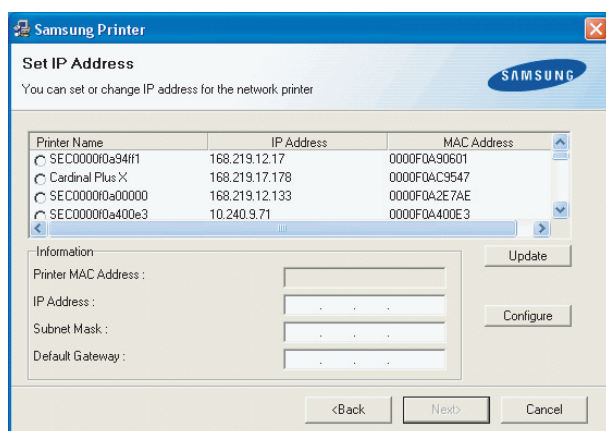 Samsung Printer
Set IP Address
You can set or change IP address for the network printer
SAMSUNG
Printer Name IP Address MAC Address
SEC0000f0a94ff1 168.219.12.17 0000F0A90601
Cardinal Plus X 168.219.17.178 0000F0AC9547
SEC0000f0a00000 168.219.12.133 0000F0A2E7AE
SEC0000f0a400e3 10.240.9.71 0000F0A400E3
Information
Update
Printer MAC Address :
IP Address :
Configure
Subnet Mask :
Default Gateway :
<Back Next> Cancel